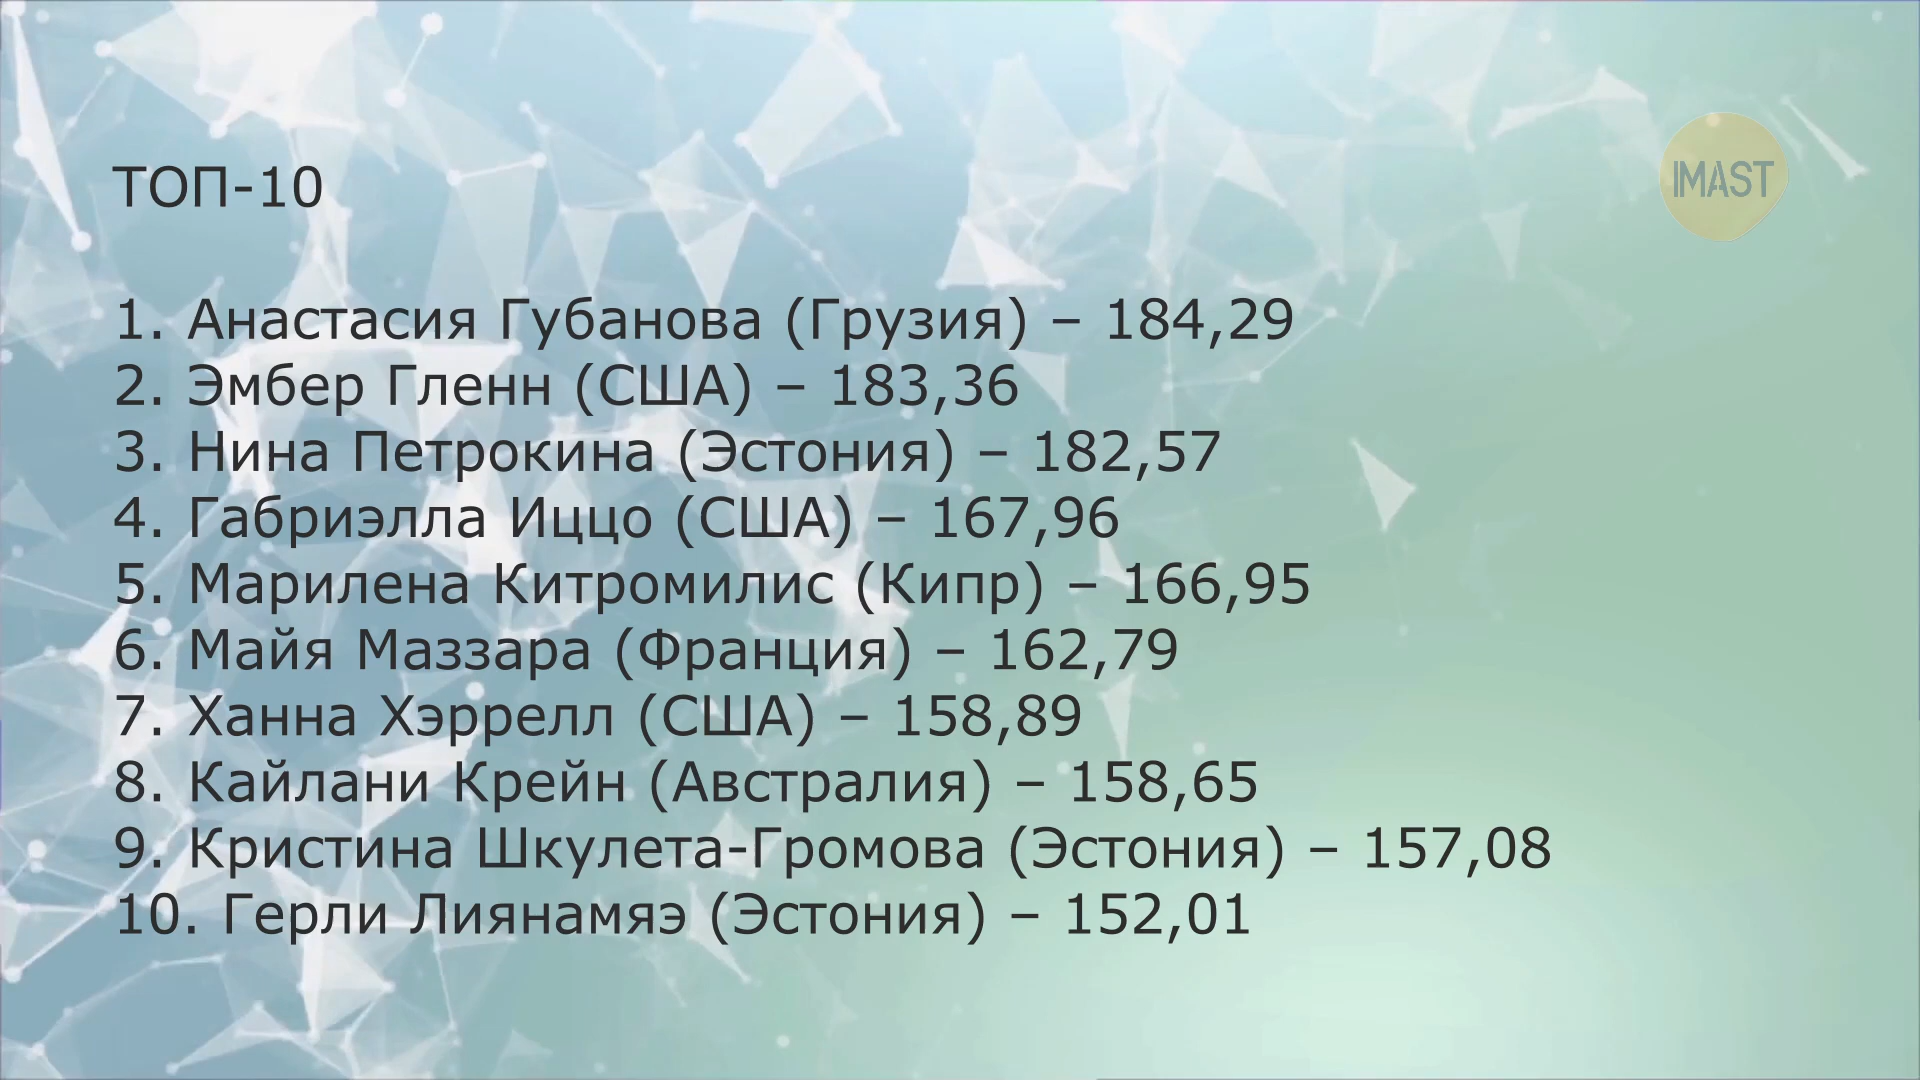 IMAST
ТОП-10
1. Анастасия Губанова (Грузия) – 184,29
2. Эмбер Гленн (США) – 183,36
3. Нина Петрокина (Эстония) – 182,57
4. Габриэлла Иццо (США) – 167,96
5. Марилена Китромилис (Кипр) – 166,95
6. Майя Маззара (Франция) – 162,79
7. Ханна Хэррелл (США) – 158,89
8. Кайлани Крейн (Австралия) – 158,65
9. Кристина Шкулета-Громова (Эстония) – 157,08
10. Герли Лиянамяэ (Эстония) – 152,01